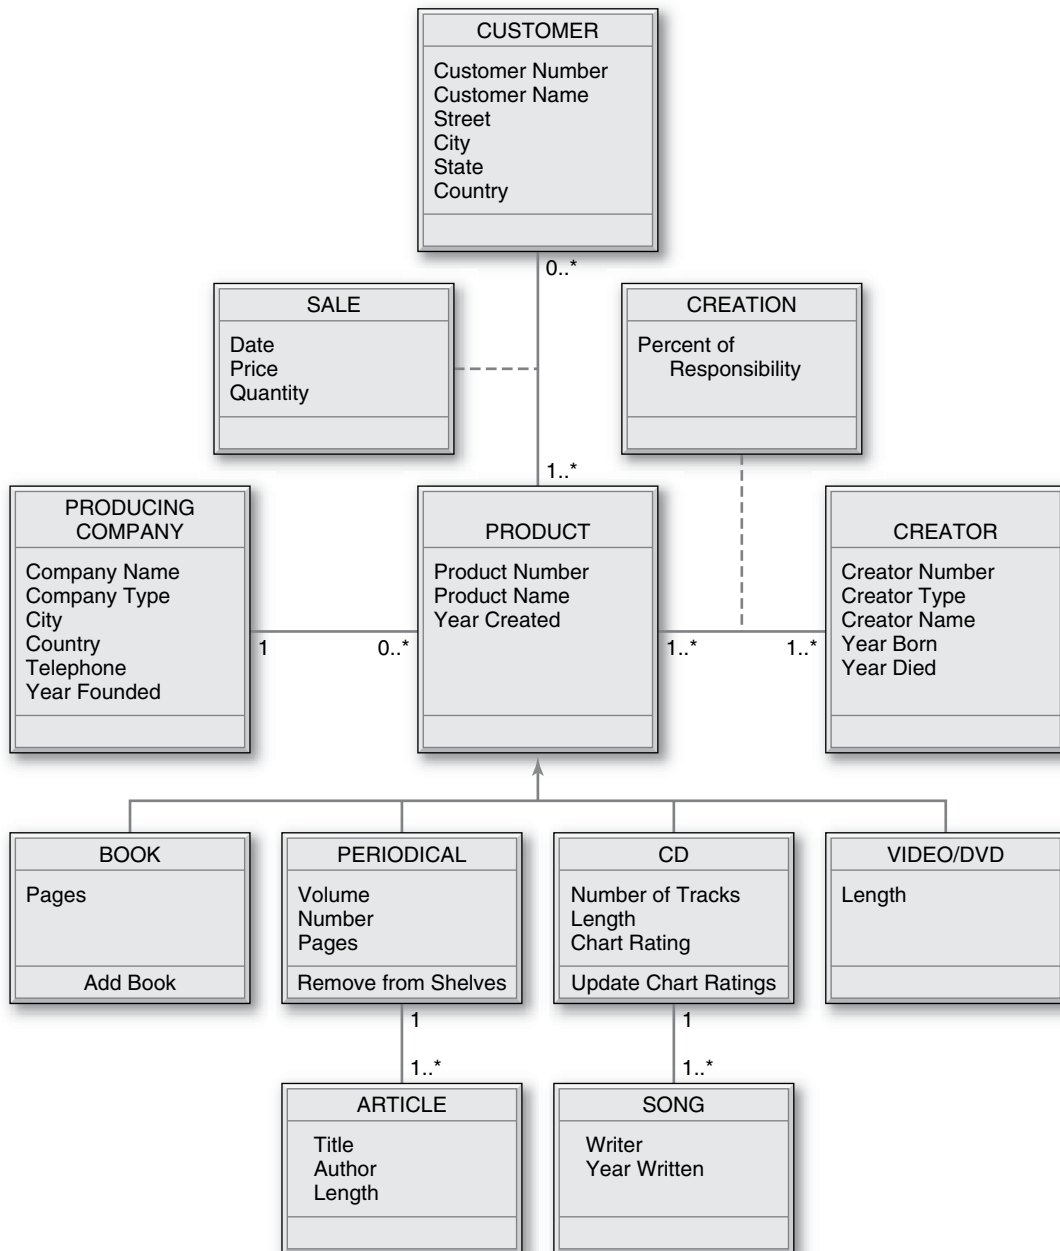 CUSTOMER
Customer Number
Customer Name
Street
City
State
Country
0..*
SALE
Date
Price
Quantity
CREATION
Percent of
Responsibility
1..*
PRODUCING
COMPANY
Company Name
Company Type
City
Country
Telephone
Year Founded
1
0..*
PRODUCT
Product Number
Product Name
Year Created
1..*
1..*
CREATOR
Creator Number
Creator Type
Creator Name
Year Born
Year Died
BOOK
Pages
Add Book
PERIODICAL
Volume
Number
Pages
Remove from Shelves
CD
Number of Tracks
Length
Chart Rating
Update Chart Ratings
VIDEO/DVD
Length
1
1..*
1
1..*
ARTICLE
Title
Author
Length
SONG
Writer
Year Written